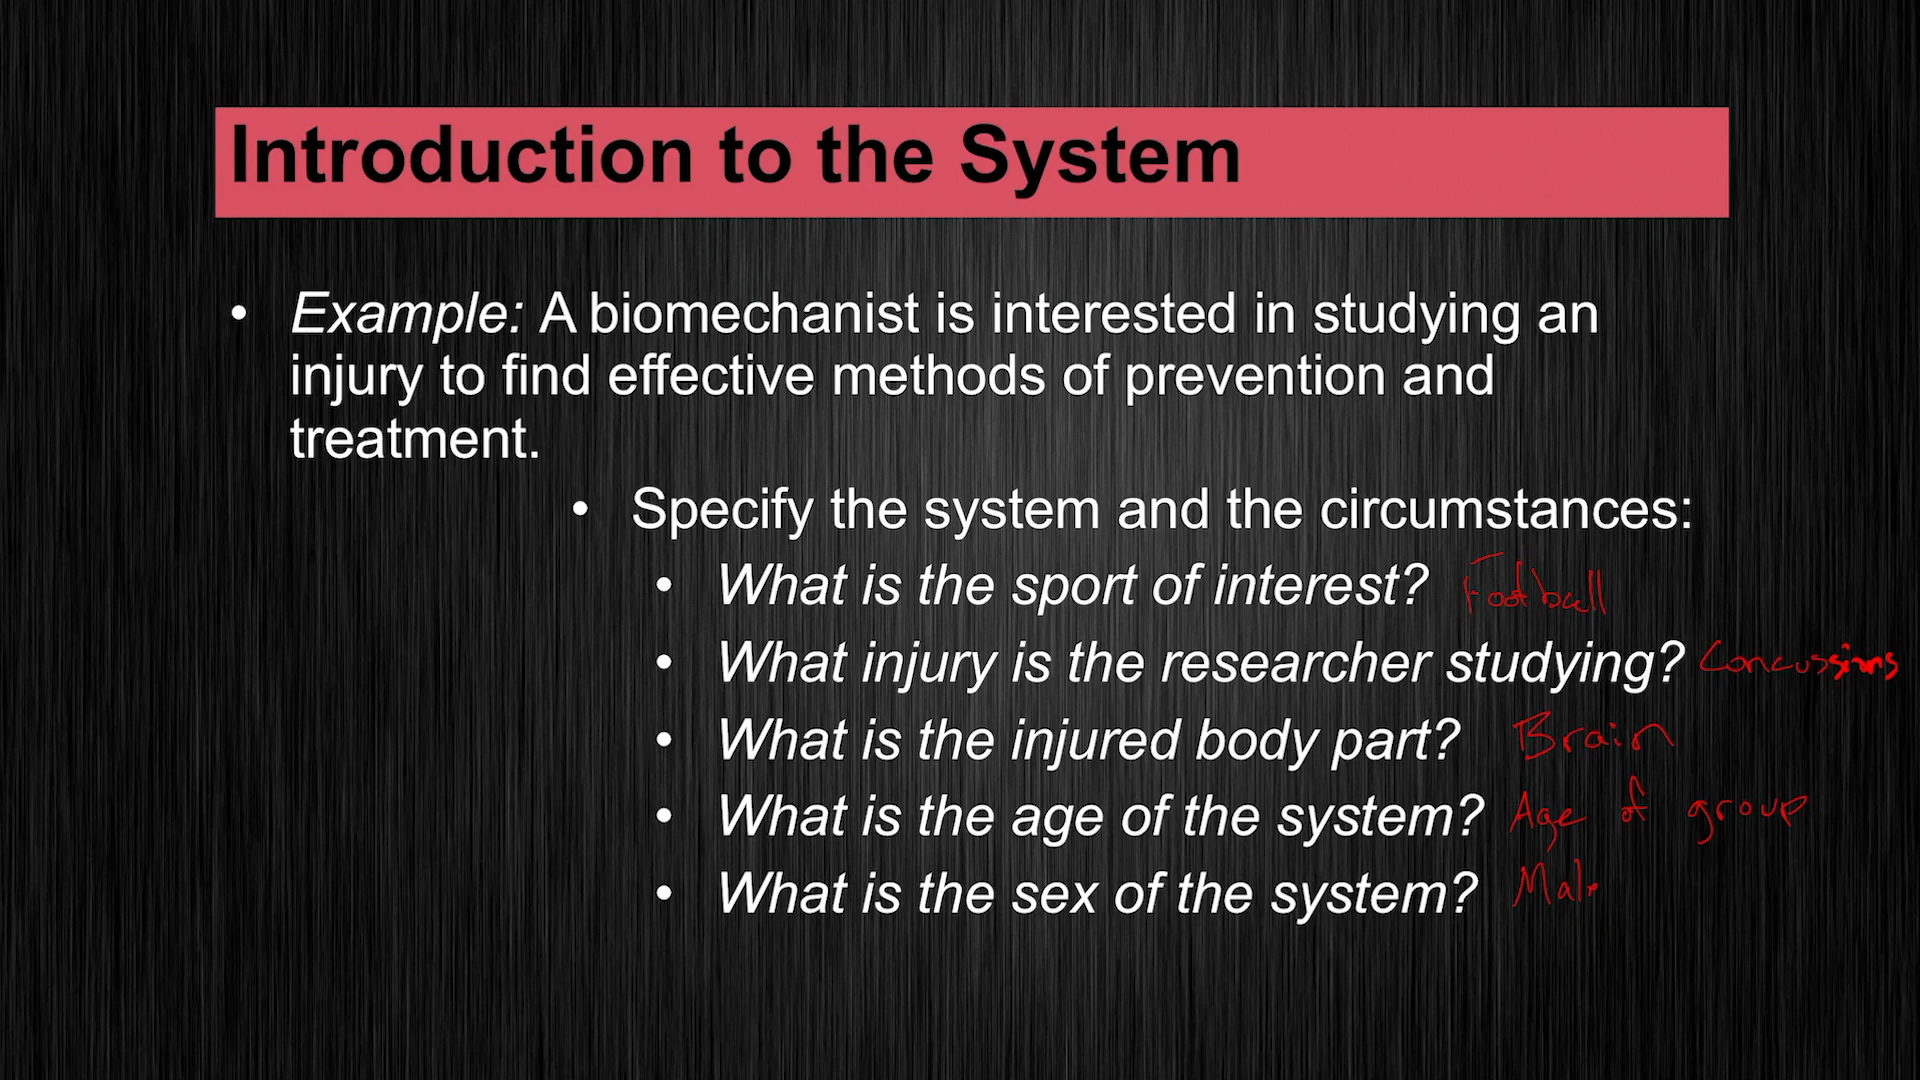 Introduction to the System
• Example: A biomechanist is interested in studying an
injury to find effective methods of prevention and
treatment.
• Specify the system and the circumstances:
• What is the sport of interest? Football
• What injury is the researcher studying? Concussions
• What is the injured body part? Brain
• What is the age of the system? Age of group
• What is the sex of the system? Male